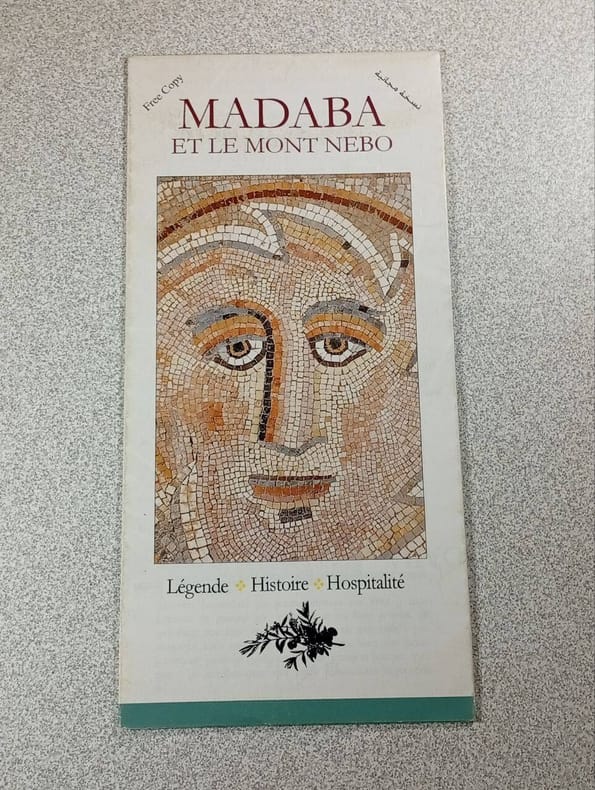 Free Copy
نسخة مجانية
MADABA
ET LE MONT NEBO
Légende Histoire Hospitalité